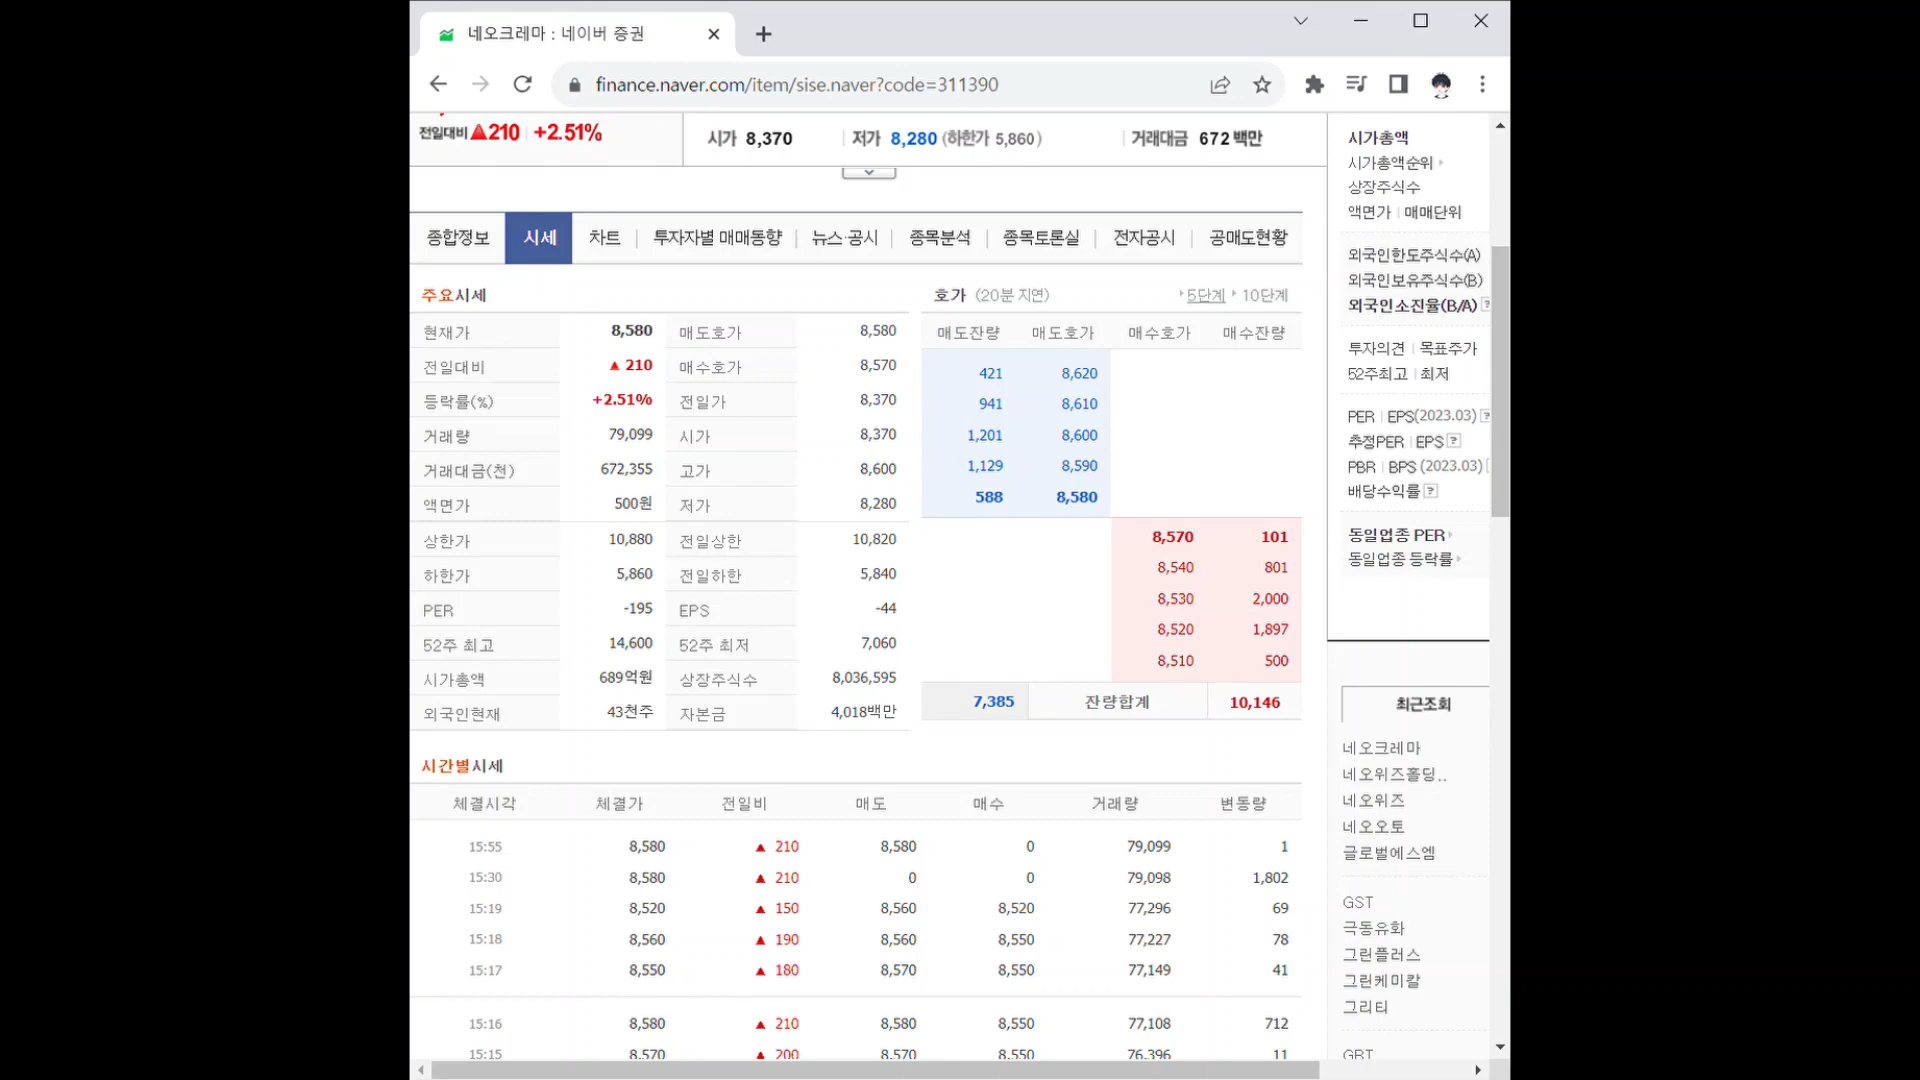 네오크레마 : 네이버 증권
finance.naver.com/item/sise.naver?code=311390
전일대비 ▲210 +2.51%
시가 8,370 저가 8,280 (하한가 5,860) 거래대금 672 백만
종합정보 시세 차트 투자자별 매매동향 뉴스·공시 종목분석 종목토론실 전자공시 공매도현황
주요시세
현재가 8,580 매도호가 8,580
전일대비 ▲ 210 매수호가 8,570
등락률(%) +2.51% 전일가 8,370
거래량 79,099 시가 8,370
거래대금(천) 672,355 고가 8,600
액면가 500원 저가 8,280
상한가 10,880 전일상한 10,820
하한가 5,860 전일하한 5,840
PER -195 EPS -44
52주 최고 14,600 52주 최저 7,060
시가총액 689억원 상장주식수 8,036,595
외국인현재 43천주 자본금 4,018백만
호가 (20분 지연) 5단계 10단계
매도잔량 매도호가 매수호가 매수잔량
421 8,620
941 8,610
1,201 8,600
1,129 8,590
588 8,580
8,570 101
8,540 801
8,530 2,000
8,520 1,897
8,510 500
7,385 잔량합계 10,146
시간별시세
체결시각 체결가 전일비 매도 매수 거래량 변동량
15:55 8,580 ▲ 210 8,580 0 79,099 1
15:30 8,580 ▲ 210 0 0 79,098 1,802
15:19 8,520 ▲ 150 8,560 8,520 77,296 69
15:18 8,560 ▲ 190 8,560 8,550 77,227 78
15:17 8,550 ▲ 180 8,570 8,550 77,149 41
15:16 8,580 ▲ 210 8,580 8,550 77,108 712
15:15 8,570 ▲ 200 8,570 8,550 76,396 11
시가총액
시가총액순위
상장주식수
액면가 매매단위
외국인한도주식수(A)
외국인보유주식수(B)
외국인소진율(B/A) ?
투자의견 목표주가
52주최고 최저
PER EPS(2023.03) ?
추정PER EPS ?
PBR BPS (2023.03)
배당수익률 ?
동일업종 PER
동일업종 등락률
최근조회
네오크레마
네오위즈홀딩..
네오위즈
네오오토
글로벌에스엠
GST
극동유화
그린플러스
그린케미칼
그리티
GRT